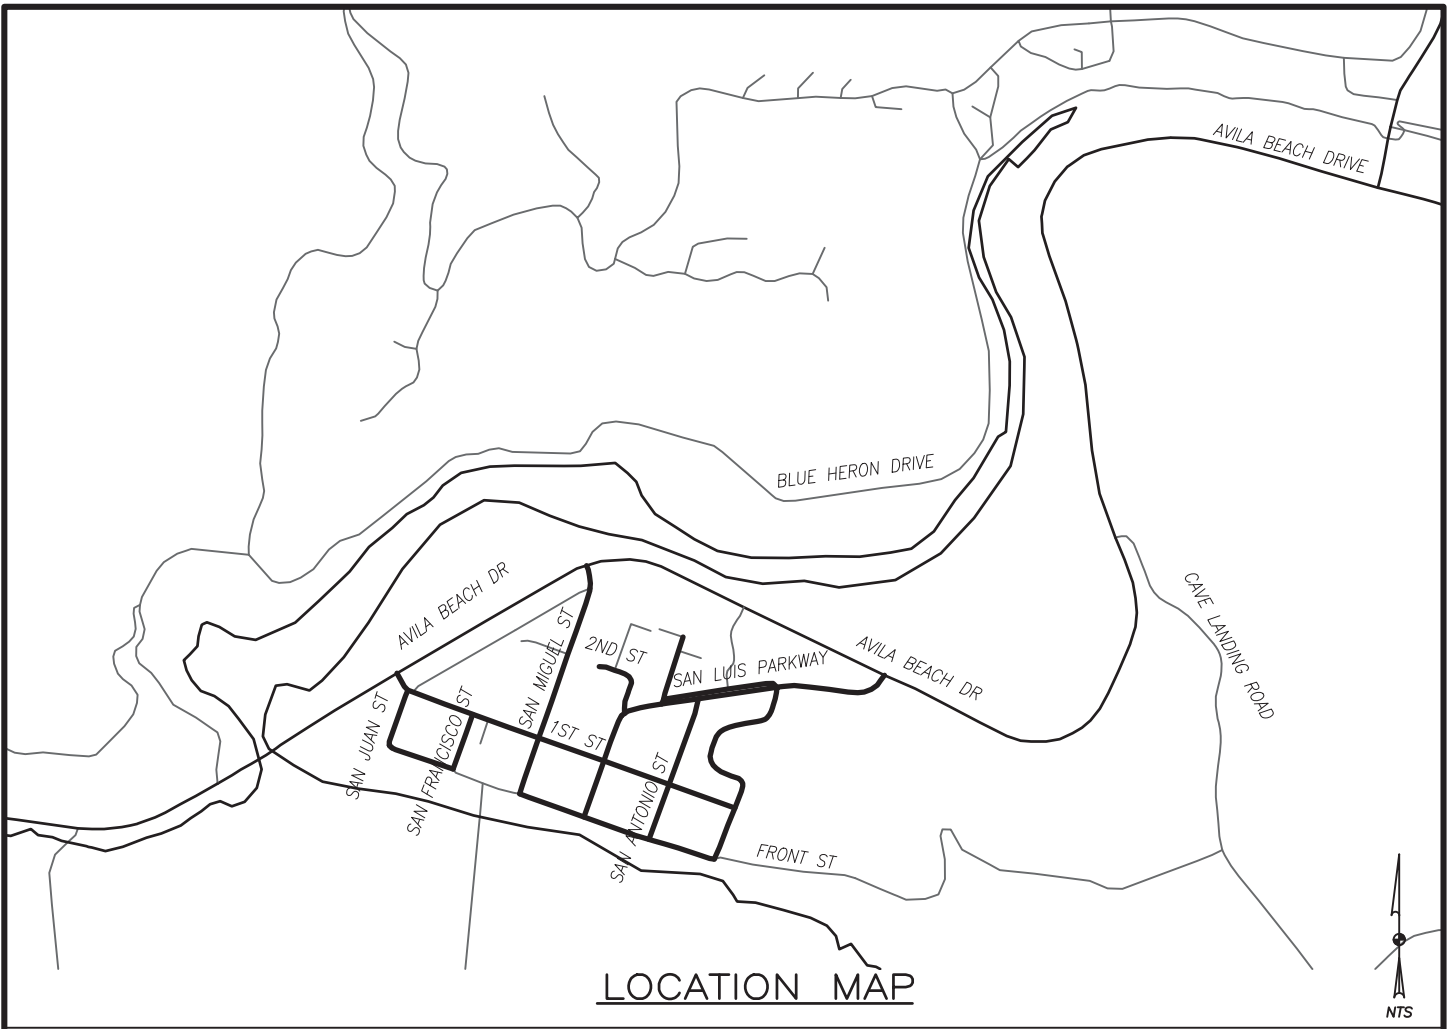 AVILA BEACH DRIVE
BLUE HERON DRIVE
AVILA BEACH DR
CAVE LANDING ROAD
SAN MIGUEL ST
2ND ST
SAN LUIS PARKWAY
AVILA BEACH DR
SAN JUAN ST
SAN FRANCISCO ST
1ST ST
SAN ANTONIO ST
FRONT ST
LOCATION MAP
NTS